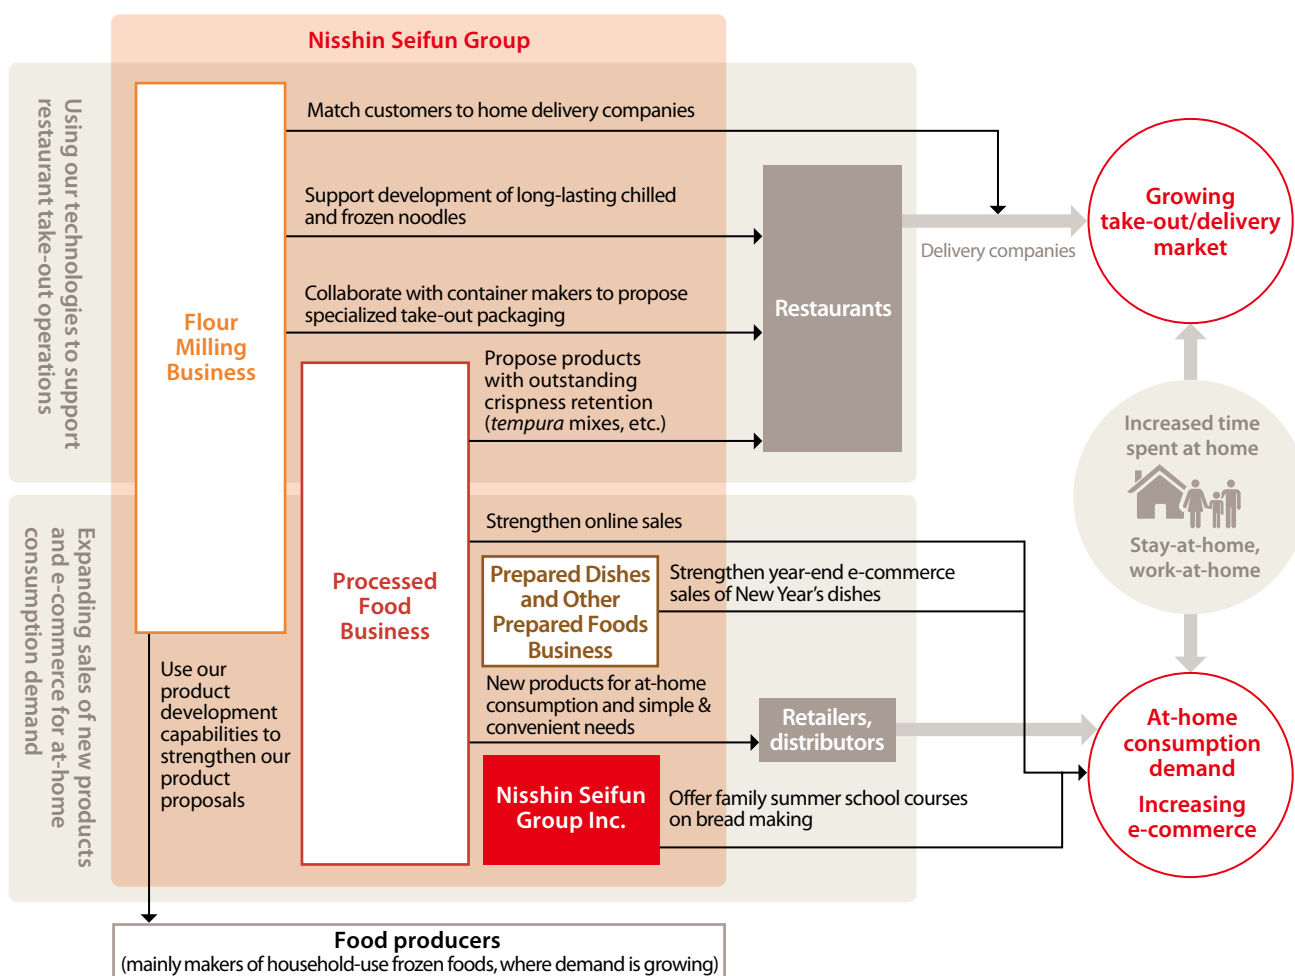 Nisshin Seifun Group
Using our technologies to support
restaurant take-out operations
Match customers to home delivery companies
Support development of long-lasting chilled
and frozen noodles
Collaborate with container makers to propose
specialized take-out packaging
Propose products
with outstanding
crispness retention
(tempura mixes, etc.)
Flour
Milling
Business
Restaurants
Delivery companies
Growing
take-out/delivery
market
Increased time
spent at home
Stay-at-home,
work-at-home
Expanding sales of new products
and e-commerce for at-home
consumption demand
Processed
Food
Business
Strengthen online sales
Prepared Dishes
and Other
Prepared Foods
Business
Strengthen year-end e-commerce
sales of New Year's dishes
Use our
product
development
capabilities to
strengthen our
product
proposals
New products for at-home
consumption and simple &
convenient needs
Retailers,
distributors
Nisshin Seifun
Group Inc.
Offer family summer school courses
on bread making
At-home
consumption
demand
Increasing
e-commerce
Food producers
(mainly makers of household-use frozen foods, where demand is growing)